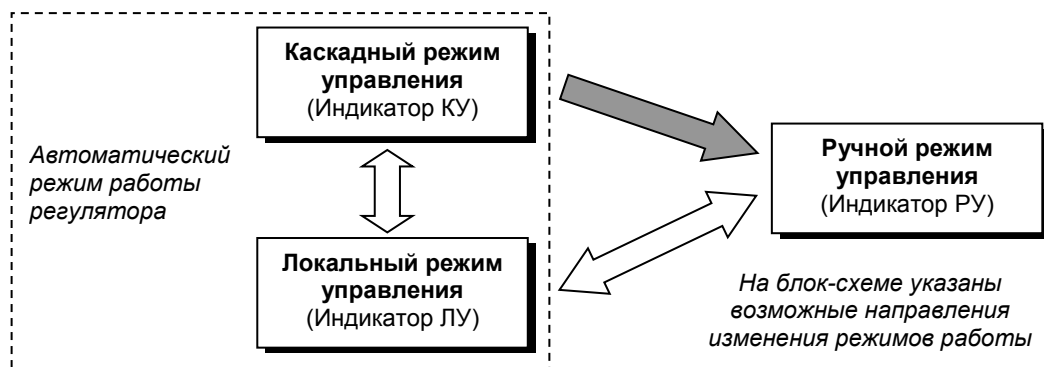 Каскадный режим
управления
(Индикатор КУ)
Автоматический
режим работы
регулятора
Локальный режим
управления
(Индикатор ЛУ)
Ручной режим
управления
(Индикатор РУ)
На блок-схеме указаны
возможные направления
изменения режимов работы